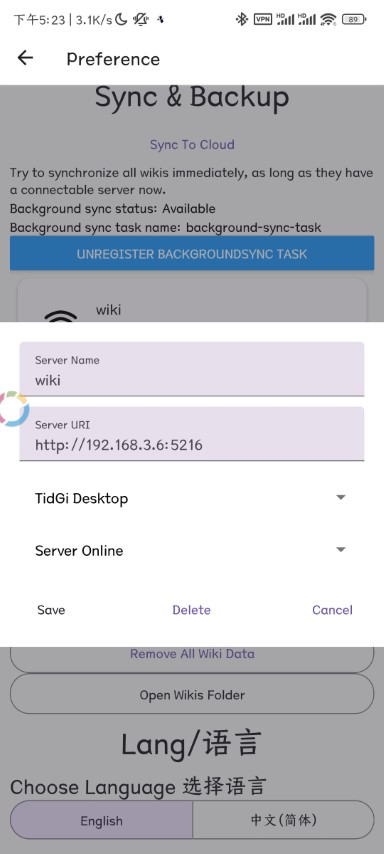 下午5:23 | 3.1K/s
VPN HD HD 89
Preference
Sync & Backup
Sync To Cloud
Try to synchronize all wikis immediately, as long as they have
a connectable server now.
Background sync status: Available
Background sync task name: background-sync-task
UNREGISTER BACKGROUNDSYNC TASK
wiki
Server Name
wiki
Server URI
http://192.168.3.6:5216
TidGi Desktop
Server Online
Save Delete Cancel
Remove All Wiki Data
Open Wikis Folder
Lang/语言
Choose Language 选择语言
English 中文(简体)